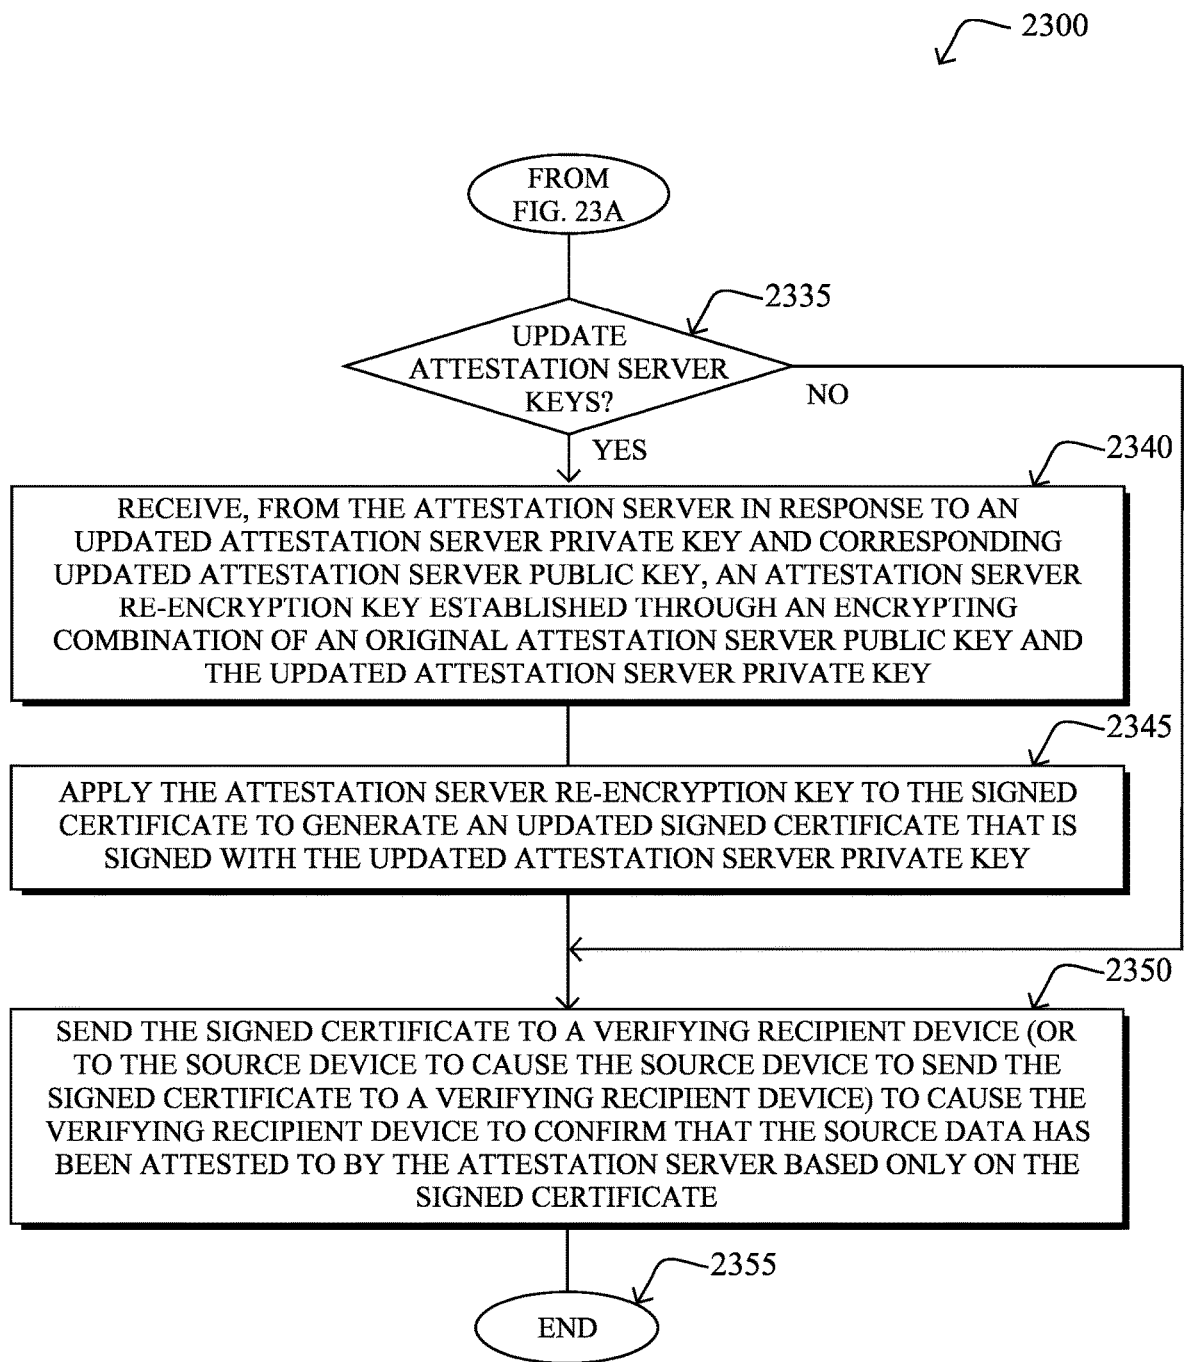 2300
FROM
FIG. 23A
2335
UPDATE
ATTESTATION SERVER
KEYS?
NO
YES
2340
RECEIVE, FROM THE ATTESTATION SERVER IN RESPONSE TO AN
UPDATED ATTESTATION SERVER PRIVATE KEY AND CORRESPONDING
UPDATED ATTESTATION SERVER PUBLIC KEY, AN ATTESTATION SERVER
RE-ENCRYPTION KEY ESTABLISHED THROUGH AN ENCRYPTING
COMBINATION OF AN ORIGINAL ATTESTATION SERVER PUBLIC KEY AND
THE UPDATED ATTESTATION SERVER PRIVATE KEY
2345
APPLY THE ATTESTATION SERVER RE-ENCRYPTION KEY TO THE SIGNED
CERTIFICATE TO GENERATE AN UPDATED SIGNED CERTIFICATE THAT IS
SIGNED WITH THE UPDATED ATTESTATION SERVER PRIVATE KEY
2350
SEND THE SIGNED CERTIFICATE TO A VERIFYING RECIPIENT DEVICE (OR
TO THE SOURCE DEVICE TO CAUSE THE SOURCE DEVICE TO SEND THE
SIGNED CERTIFICATE TO A VERIFYING RECIPIENT DEVICE) TO CAUSE THE
VERIFYING RECIPIENT DEVICE TO CONFIRM THAT THE SOURCE DATA HAS
BEEN ATTESTED TO BY THE ATTESTATION SERVER BASED ONLY ON THE
SIGNED CERTIFICATE
2355
END